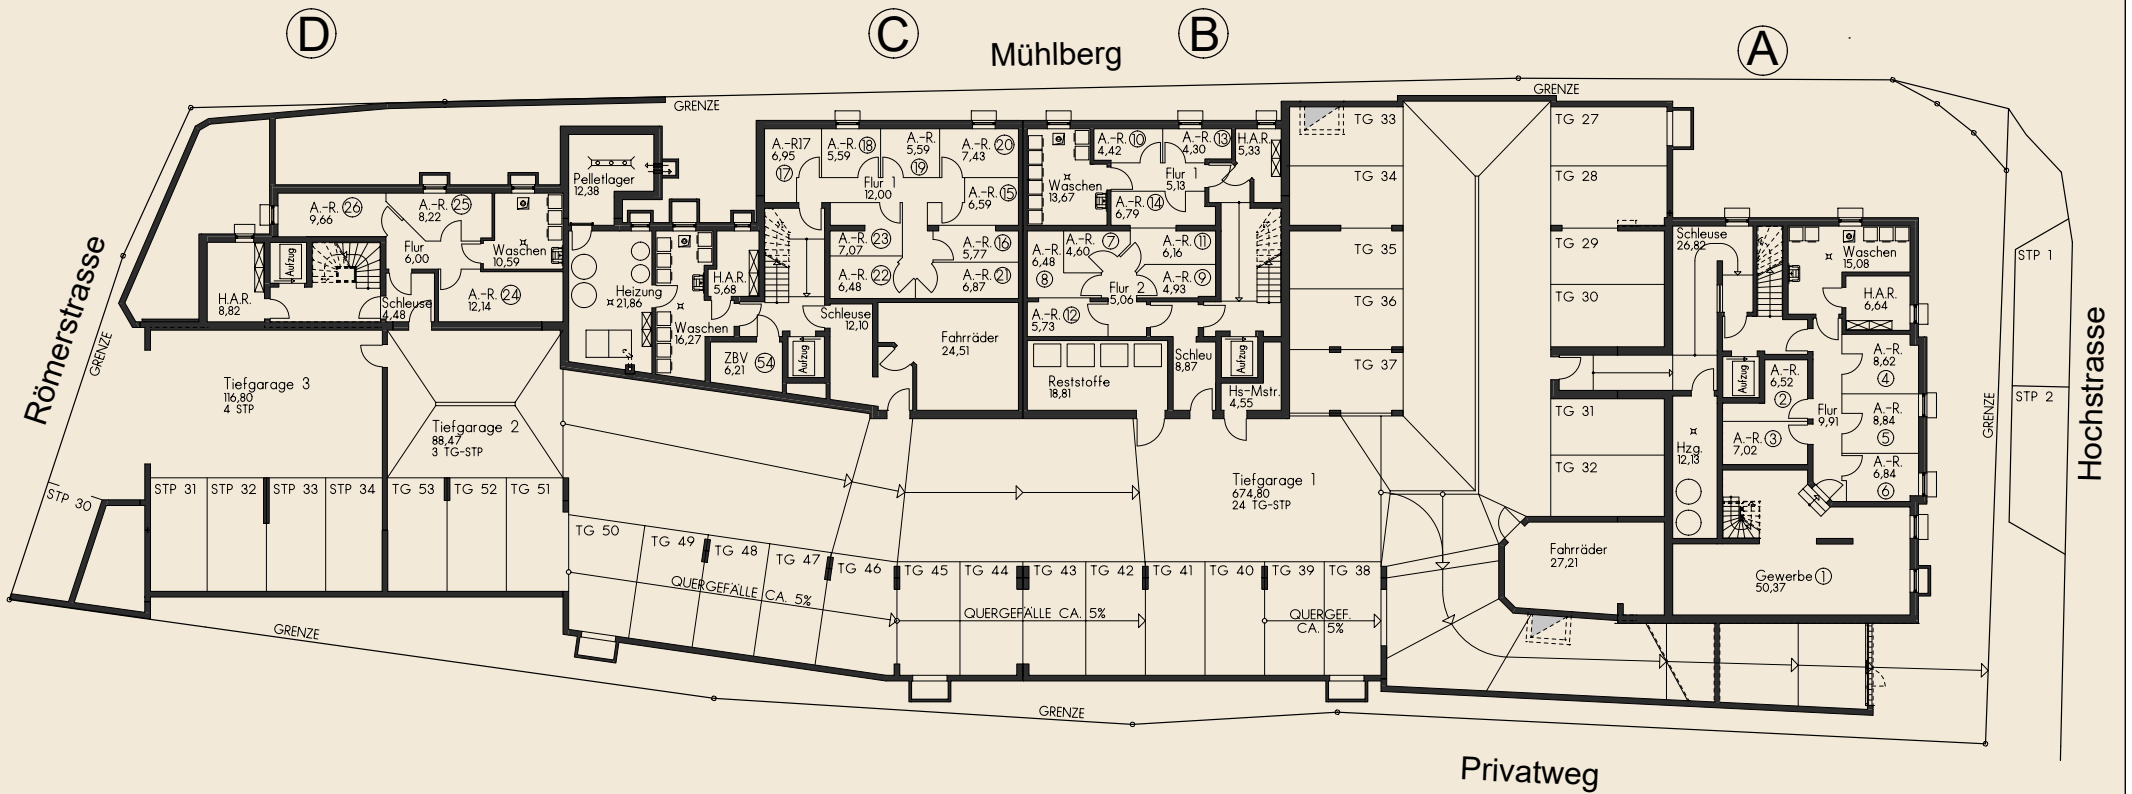 D
C
B
A
Mühlberg
Römerstrasse
Hochstrasse
Privatweg
GRENZE
GRENZE
GRENZE
GRENZE
GRENZE
GRENZE
A.-R. 26
9,66
A.-R. 25
8,22
Flur
6,00
Waschen
10,59
Aufzug
H.A.R.
8,82
Schleuse
4,48
A.-R. 24
12,14
Tiefgarage 3
116,80
4 STP
Tiefgarage 2
88,47
3 TG-STP
STP 30
STP 31
STP 32
STP 33
STP 34
TG 53
TG 52
TG 51
Pelletlager
12,38
Heizung
21,86
Waschen
16,27
H.A.R.
5,68
ZBV
6,21
54
Aufzug
Schleuse
12,10
Fahrräder
24,51
A.-R17
6,95
17
A.-R. 18
5,59
A.-R.
5,59
19
A.-R. 20
7,43
Flur 1
12,00
A.-R. 15
6,59
A.-R. 23
7,07
A.-R. 16
5,77
A.-R. 22
6,48
A.-R. 21
6,87
Waschen
13,67
A.-R. 10
4,42
A.-R. 13
4,30
H.A.R.
5,33
Flur 1
5,13
A.-R. 14
6,79
A.-R.
6,48
8
A.-R. 7
4,60
A.-R. 11
6,16
A.-R. 9
4,93
Flur 2
5,06
A.-R. 12
5,73
Reststoffe
18,81
Schleu
8,87
Aufzug
Hs-Mstr.
4,55
TG 33
TG 34
TG 35
TG 36
TG 37
TG 27
TG 28
TG 29
TG 30
TG 31
TG 32
Tiefgarage 1
674,80
24 TG-STP
TG 50
TG 49
TG 48
TG 47
TG 46
TG 45
TG 44
TG 43
TG 42
TG 41
TG 40
TG 39
TG 38
QUERGEFÄLLE CA. 5%
QUERGEFÄLLE CA. 5%
QUERGEF.
CA. 5%
Schleuse
26,82
Waschen
15,08
H.A.R.
6,64
Aufzug
A.-R.
6,52
2
A.-R. 3
7,02
Flur
9,91
A.-R.
8,62
4
A.-R.
8,84
5
A.-R.
6,84
6
Hzg.
12,13
Fahrräder
27,21
Gewerbe 1
50,37
STP 1
STP 2